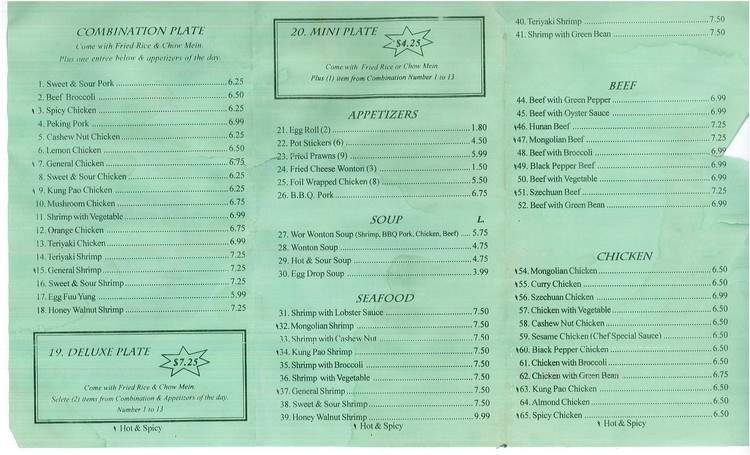 COMBINATION PLATE
Come with Fried Rice & Chow Mein.
Plus one entree below & appetizers of the day.
1. Sweet & Sour Pork 6.25
2. Beef Broccoli 6.50
3. Spicy Chicken 6.25
4. Peking Pork 6.99
5. Cashew Nut Chicken 6.25
6. Lemon Chicken 6.50
7. General Chicken 6.75
8. Sweet & Sour Chicken 6.25
9. Kung Pao Chicken 6.25
10. Mushroom Chicken 6.75
11. Shrimp with Vegetable 6.99
12. Orange Chicken 6.75
13. Teriyaki Chicken 6.99
14. Teriyaki Shrimp 7.25
15. General Shrimp 7.25
16. Sweet & Sour Shrimp 7.25
17. Egg Fuu Yung 5.99
18. Honey Walnut Shrimp 7.25
19. DELUXE PLATE
$7.25
Come with Fried Rice & Chow Mein
Selete (2) items from Combination & Appetizers of the day.
Number 1 to 13
Hot & Spicy
20. MINI PLATE
$4.25
Come with Fried Rice or Chow Mein
Plus (1) item from Combination Number 1 to 13
APPETIZERS
21. Egg Roll (2) 1.80
22. Pot Stickers (6) 4.50
23. Fried Prawns (9) 5.99
24. Fried Cheese Wonton (3) 1.50
25. Foil Wrapped Chicken (8) 5.50
26. B.B.Q. Pork 6.75
SOUP L.
27. Wor Wonton Soup (Shrimp, BBQ Pork, Chicken, Beef) 5.75
28. Wonton Soup 4.75
29. Hot & Sour Soup 4.75
30. Egg Drop Soup 3.99
SEAFOOD
31. Shrimp with Lobster Sauce 7.50
32. Mongolian Shrimp 7.50
33. Shrimp with Cashew Nut 7.50
34. Kung Pao Shrimp 7.50
35. Shrimp with Broccoli 7.50
36. Shrimp with Vegetable 7.50
37. General Shrimp 7.50
38. Sweet & Sour Shrimp 7.50
39. Honey Walnut Shrimp 9.99
Hot & Spicy
40. Teriyaki Shrimp 7.50
41. Shrimp with Green Bean 7.50
BEEF
44. Beef with Green Pepper 6.99
45. Beef with Oyster Sauce 6.99
46. Hunan Beef 7.25
47. Mongolian Beef 7.25
48. Beef with Broccoli 6.99
49. Black Pepper Beef 6.99
50. Beef with Vegetable 6.99
51. Szechuan Beef 7.25
52. Beef with Green Bean 6.99
CHICKEN
54. Mongolian Chicken 6.50
55. Curry Chicken 6.50
56. Szechuan Chicken 6.99
57. Chicken with Vegetable 6.50
58. Cashew Nut Chicken 6.50
59. Sesame Chicken (Chef Special Sauce) 6.50
60. Black Pepper Chicken 6.50
61. Chicken with Broccoli 6.50
62. Chicken with Green Bean 6.75
63. Kung Pao Chicken 6.50
64. Almond Chicken 6.50
65. Spicy Chicken 6.50
Hot & Spicy